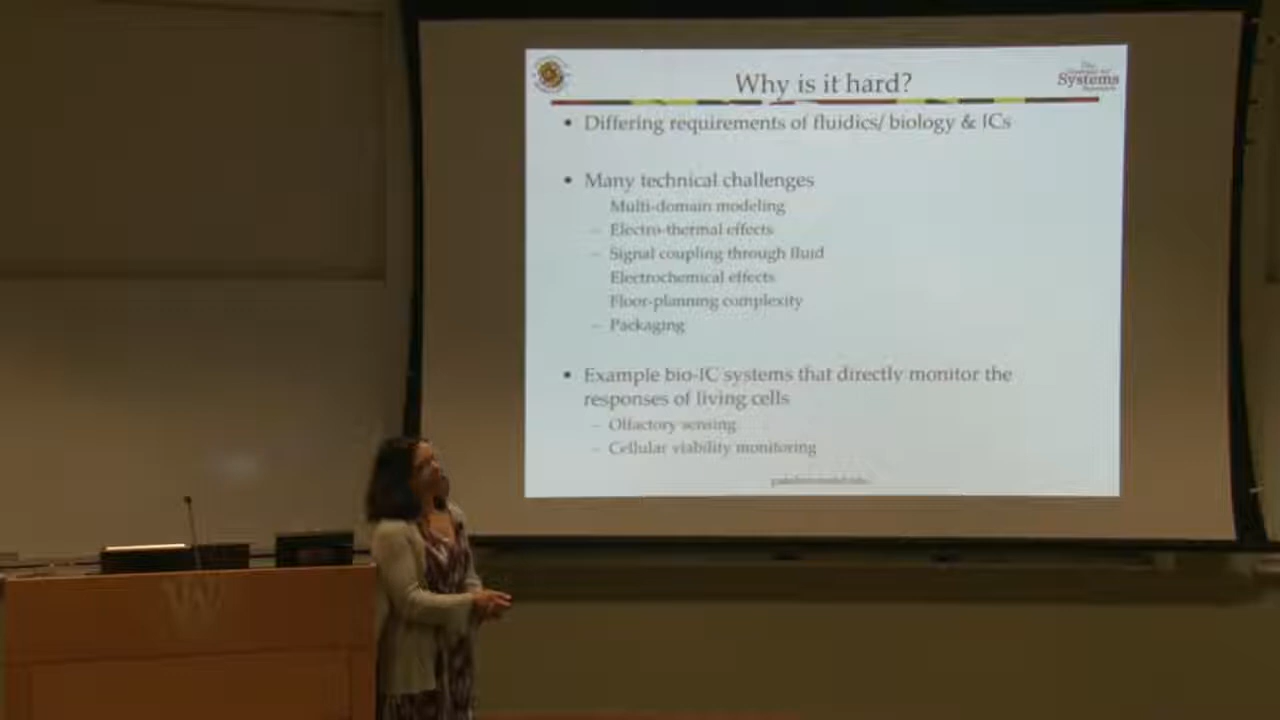 Why is it hard?
The
Systems
• Differing requirements of fluidics/ biology & ICs
• Many technical challenges
Multi-domain modeling
– Electro-thermal effects
– Signal coupling through fluid
Electrochemical effects
Floor-planning complexity
– Packaging
• Example bio-IC systems that directly monitor the
responses of living cells
– Olfactory sensing
– Cellular viability monitoring
W